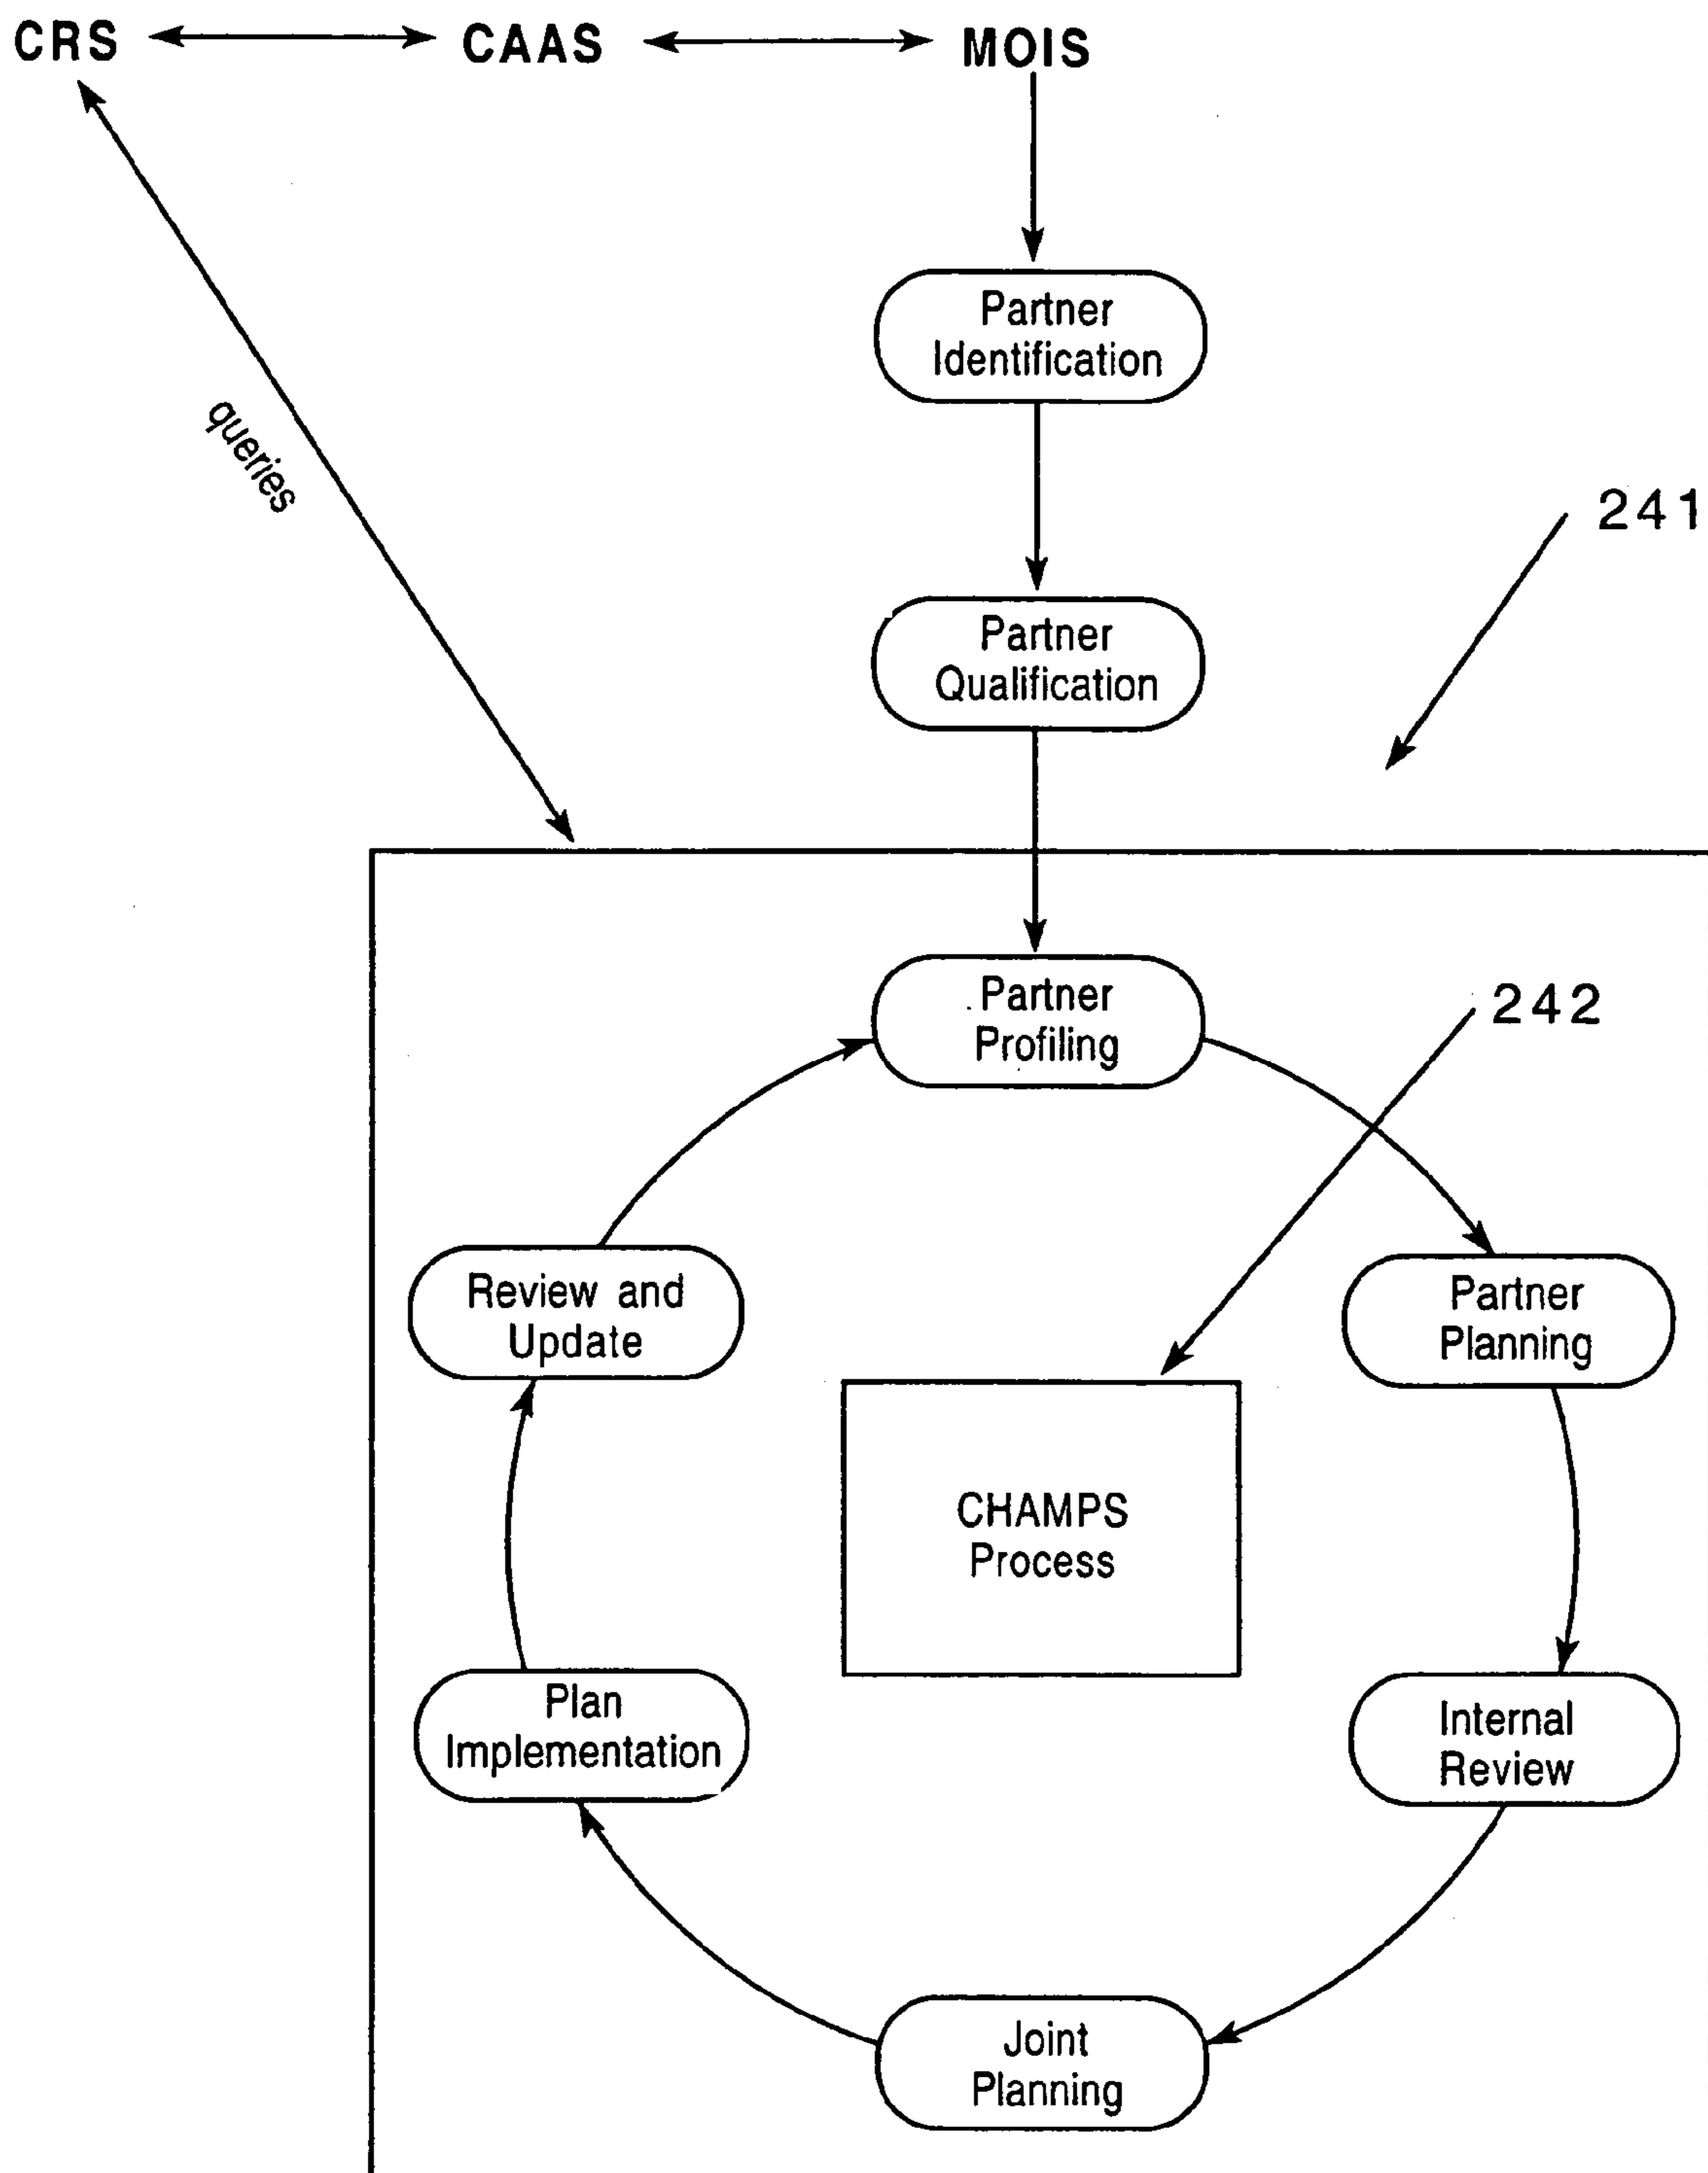 CRS CAAS MOIS
Partner
Identification
queries
241
Partner
Qualification
Partner
Profiling
242
Review and
Update
Partner
Planning
CHAMPS
Process
Plan
Implementation
Internal
Review
Joint
Planning